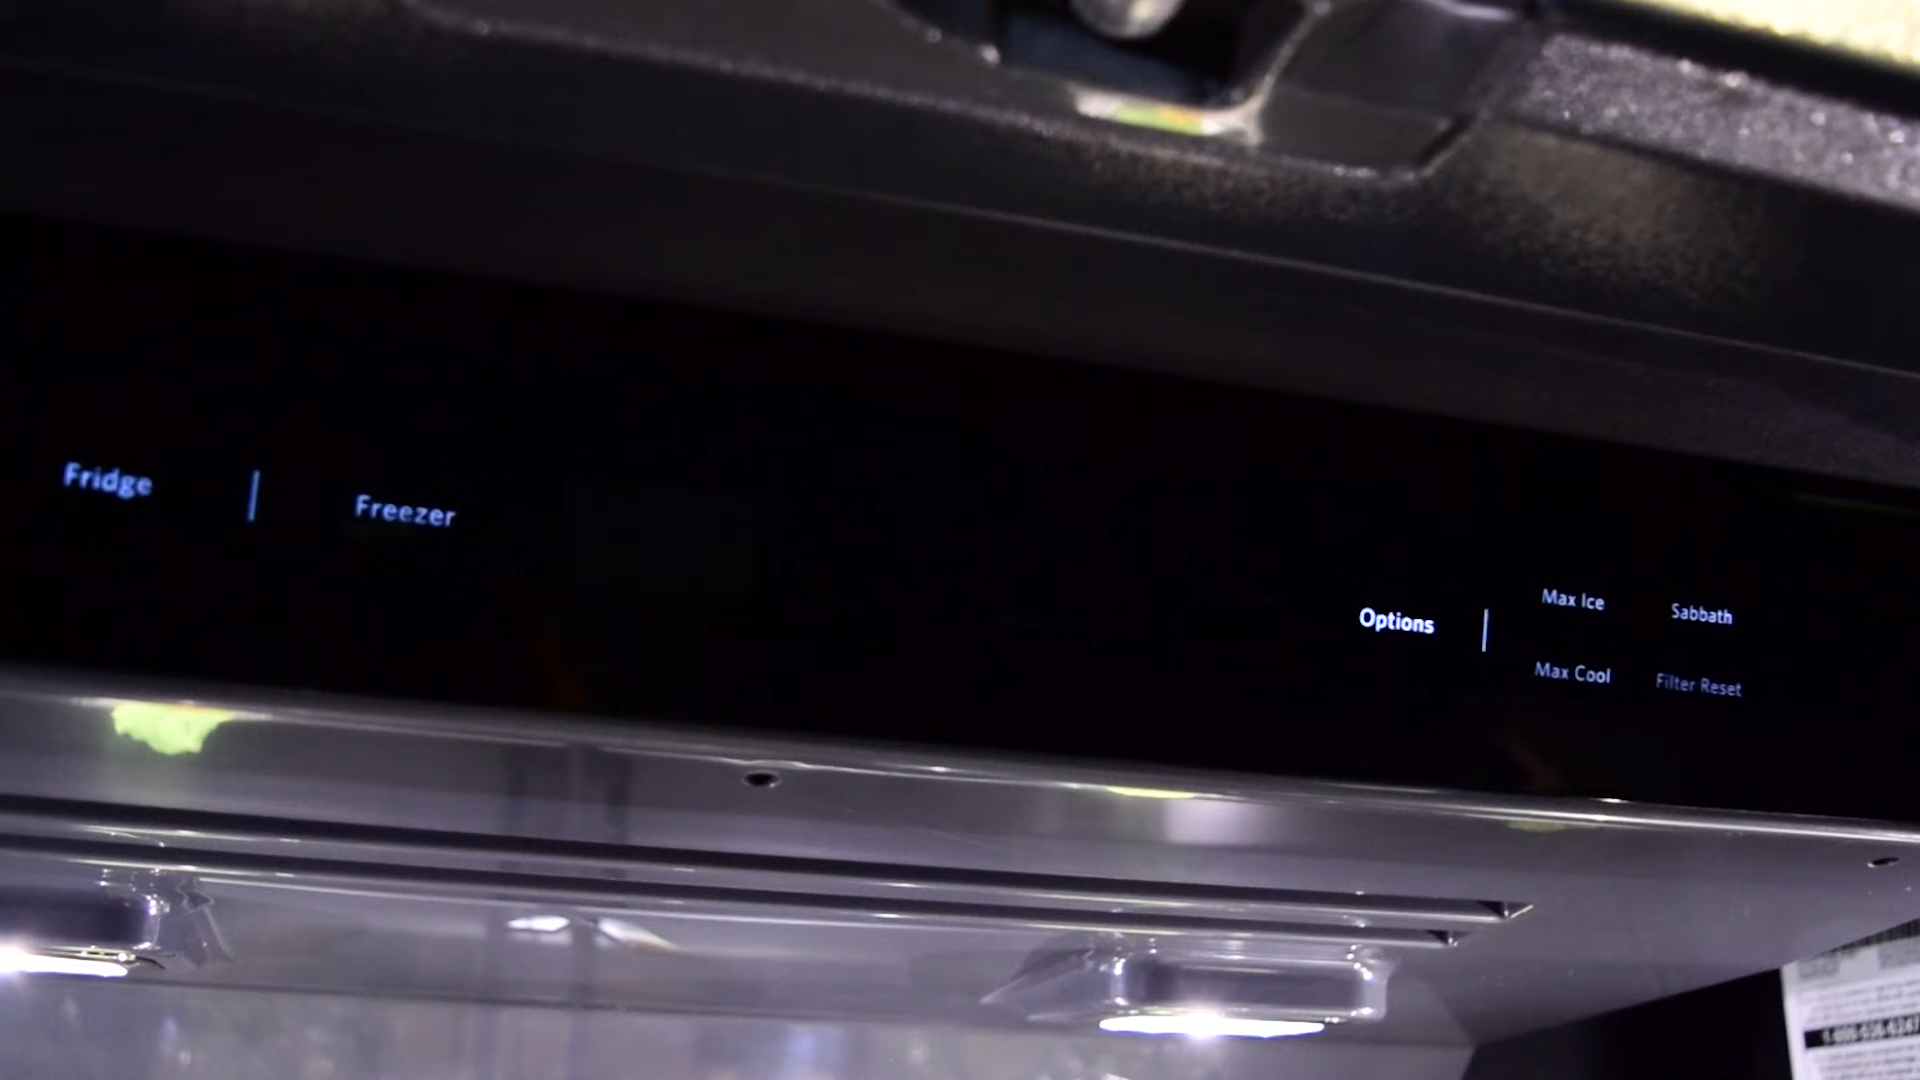 Fridge
Freezer
Options
Max Ice
Sabbath
Max Cool
Filter Reset